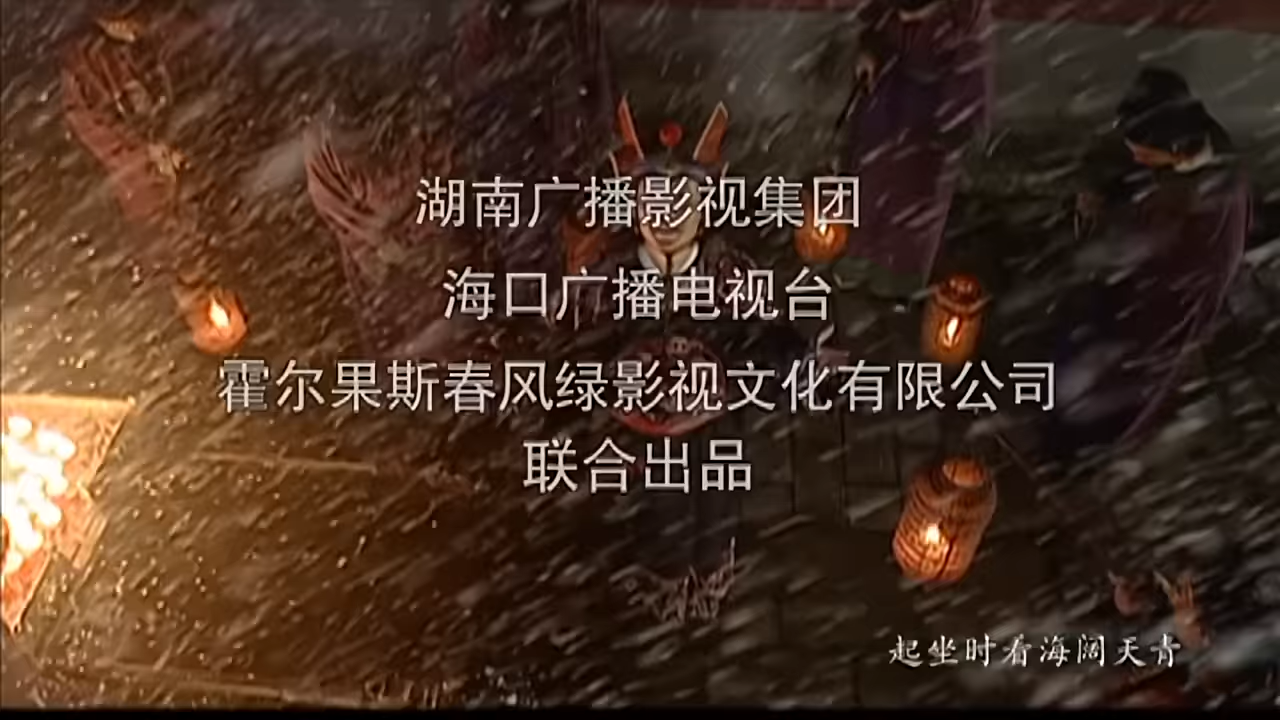 湖南广播影视集团
海口广播电视台
霍尔果斯春风绿影视文化有限公司
联合出品
起坐时看海阔天青